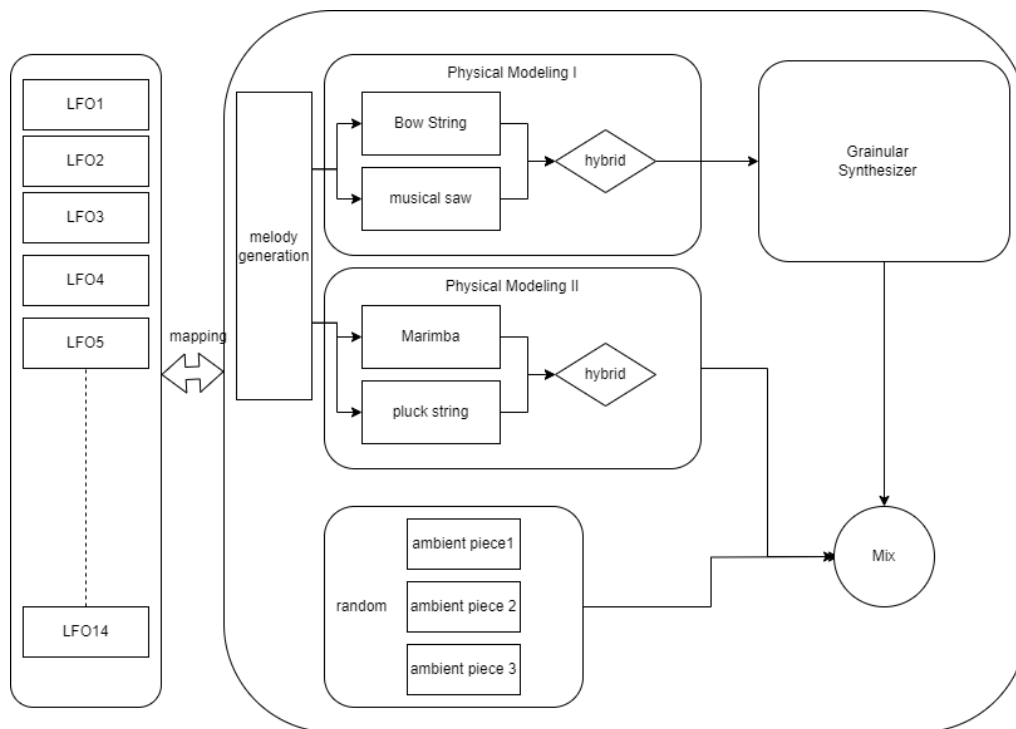 LFO1
LFO2
LFO3
LFO4
LFO5
LFO14
mapping
melody
generation
Physical Modeling I
Bow String
musical saw
hybrid
Grainular
Synthesizer
Physical Modeling II
Marimba
pluck string
hybrid
random
ambient piece1
ambient piece 2
ambient piece 3
Mix